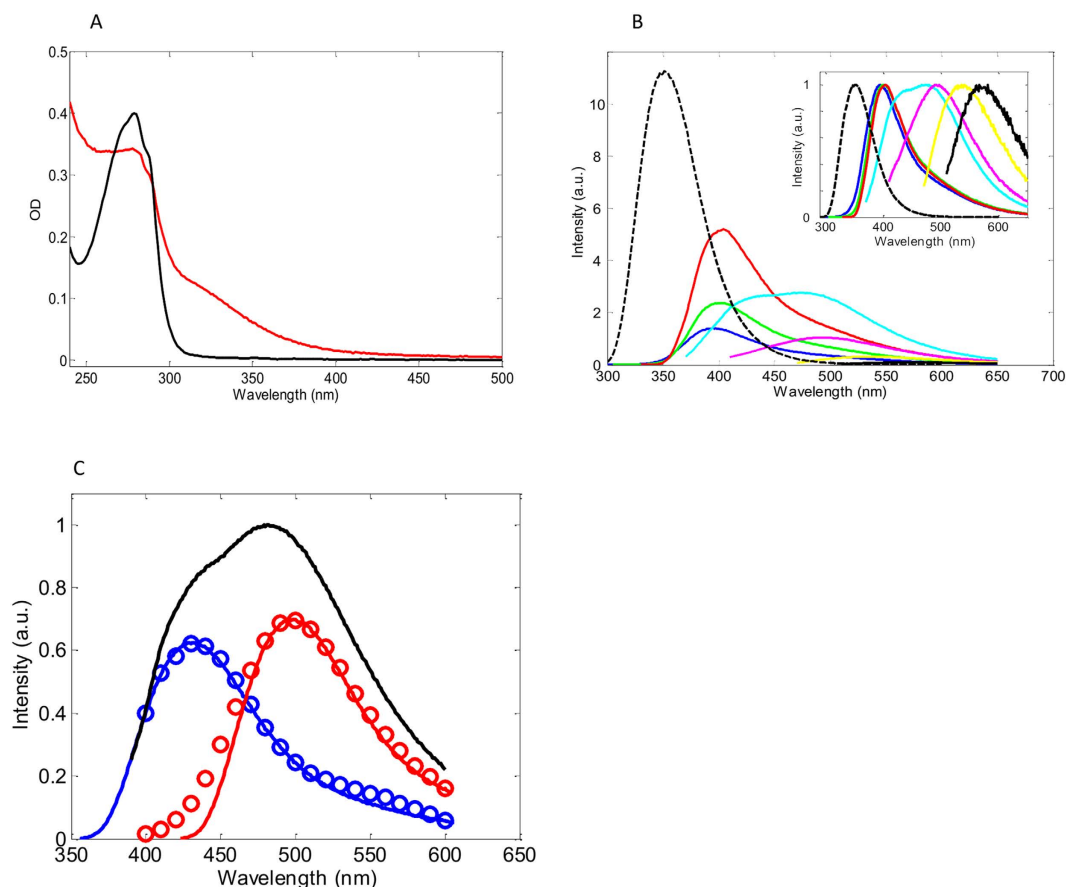 A
0.5
0.4
0.3
0.2
0.1
0
OD
250 300 350 400 450 500
Wavelength (nm)
B
10
8
6
4
2
0
Intensity (a.u.)
300 350 400 450 500 550 600 650 700
Wavelength (nm)
1
0
Intensity (a.u.)
300 400 500 600
Wavelength (nm)
C
1
0.8
0.6
0.4
0.2
0
Intensity (a.u.)
350 400 450 500 550 600 650
Wavelength (nm)